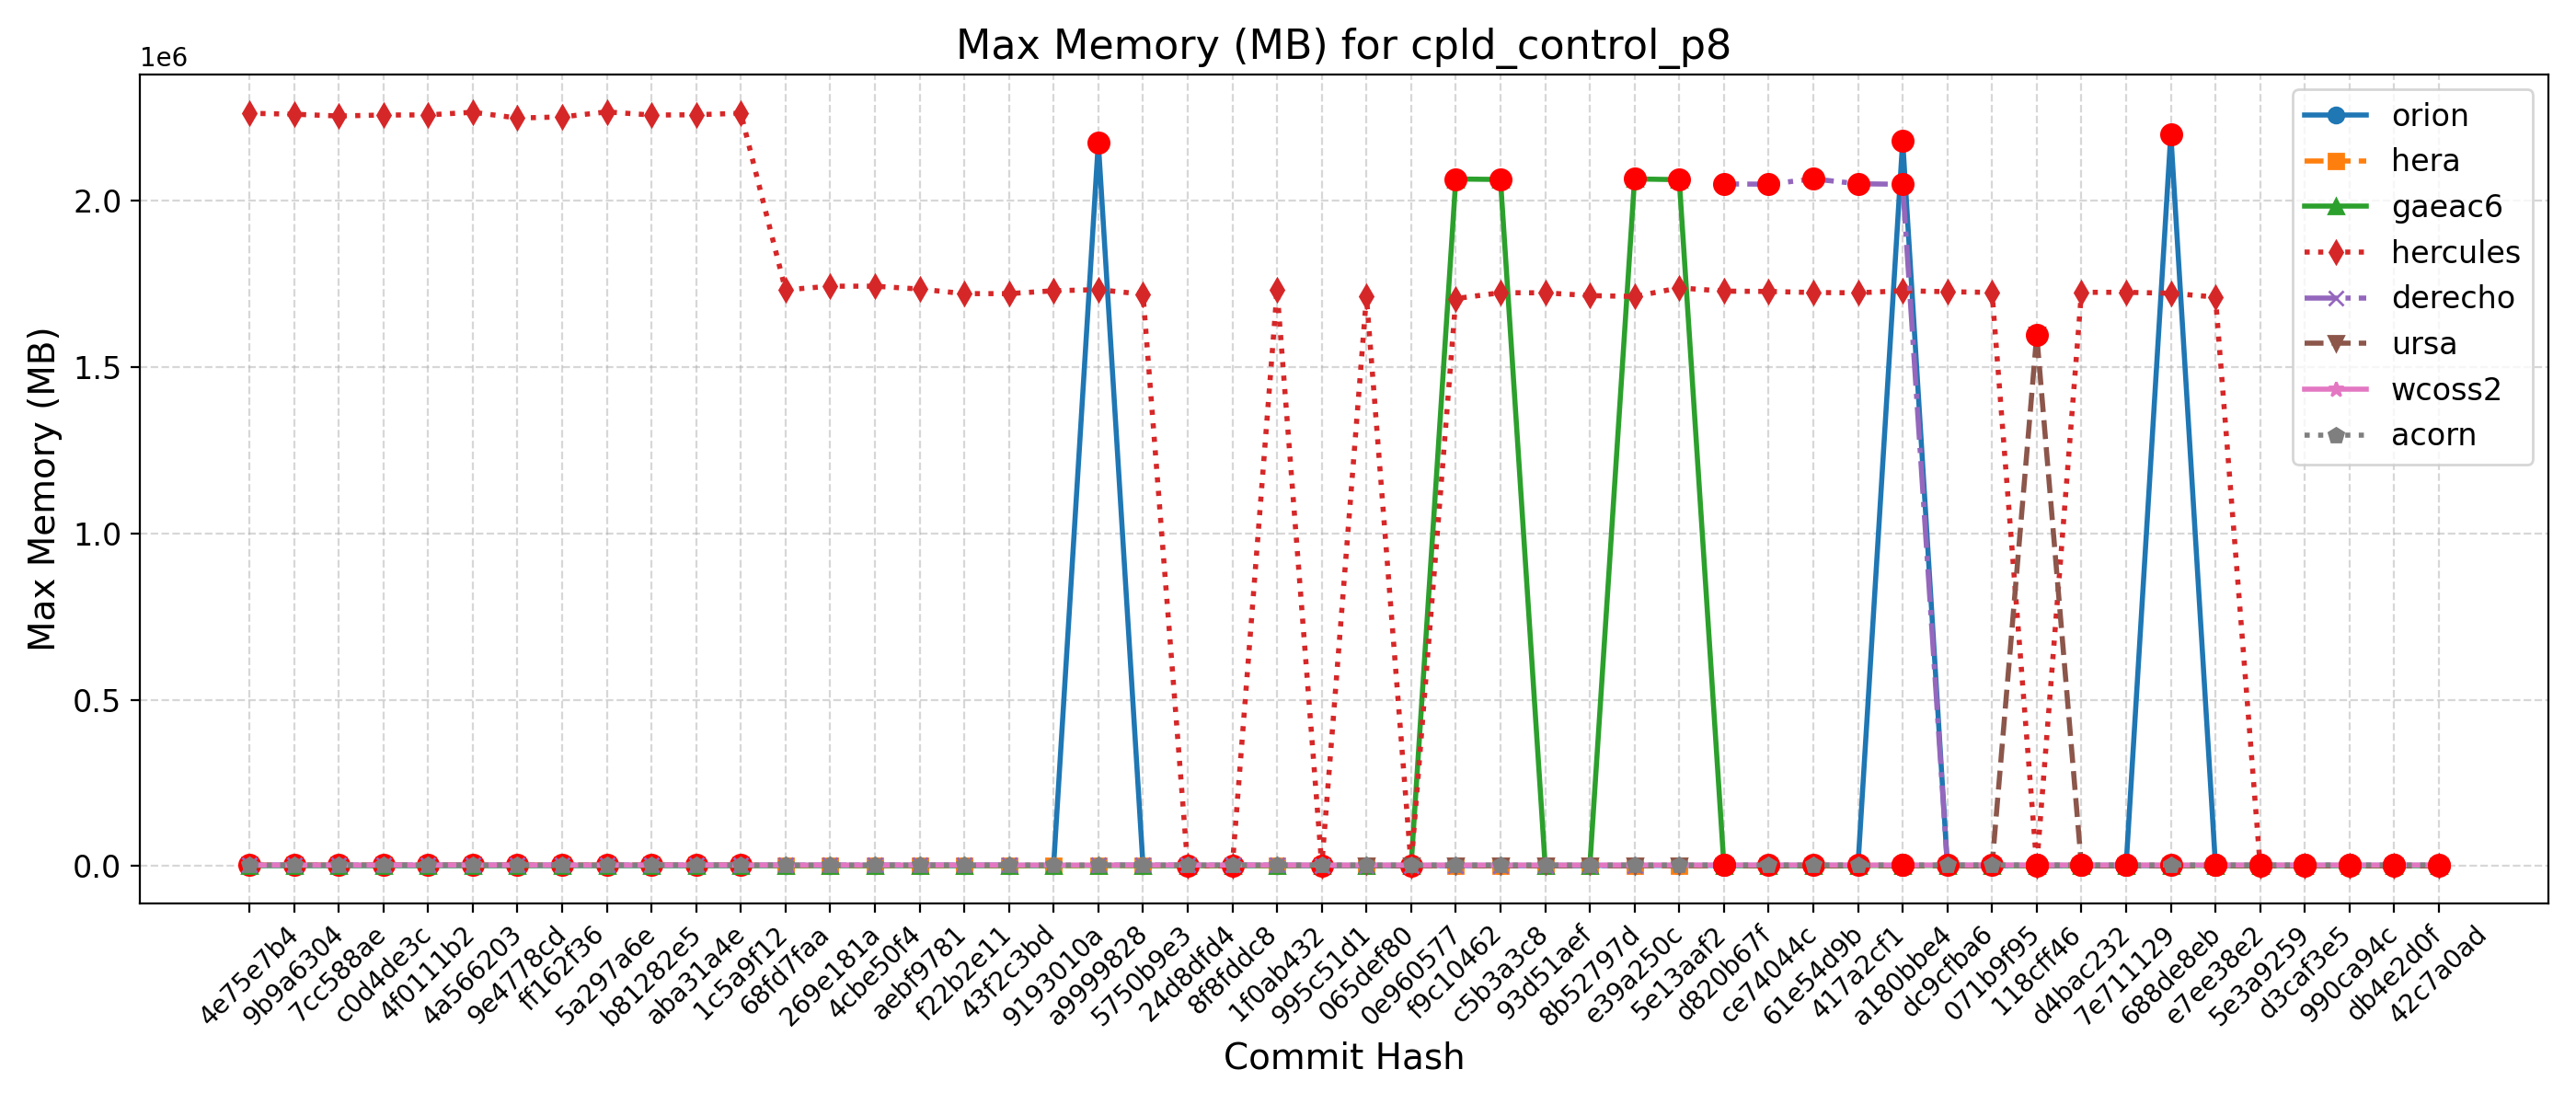 Max Memory (MB) for cpld_control_p8
1e6
2.0
1.5
1.0
0.5
0.0
Max Memory (MB)
orion
hera
gaeac6
hercules
derecho
ursa
wcoss2
acorn
4e75e7b4
9b9a6304
7cc588ae
c0d4de3c
4f0111b2
4a566203
9e4778cd
ff162f36
5a297a6e
b81282e5
aba31a4e
1c5a9f12
68fd7faa
269e181a
4cbe50f4
aebf9781
f22b2e11
43f2c3bd
9193010a
a9999828
5750b9e3
24d8dfd4
8f8fddc8
1f0ab432
995c51d1
065def80
0e960577
f9c10462
c5b3a3c8
93d51aef
8b52797d
e39a250c
5e13aaf2
d820b67f
ce74044c
61e54d9b
417a2cf1
a180bbe4
dc9cfba6
071b9f95
118cff46
d4bac232
7e711129
688de8eb
e7ee38e2
5e3a9259
d3caf3e5
990ca94c
db4e2d0f
42c7a0ad
Commit Hash